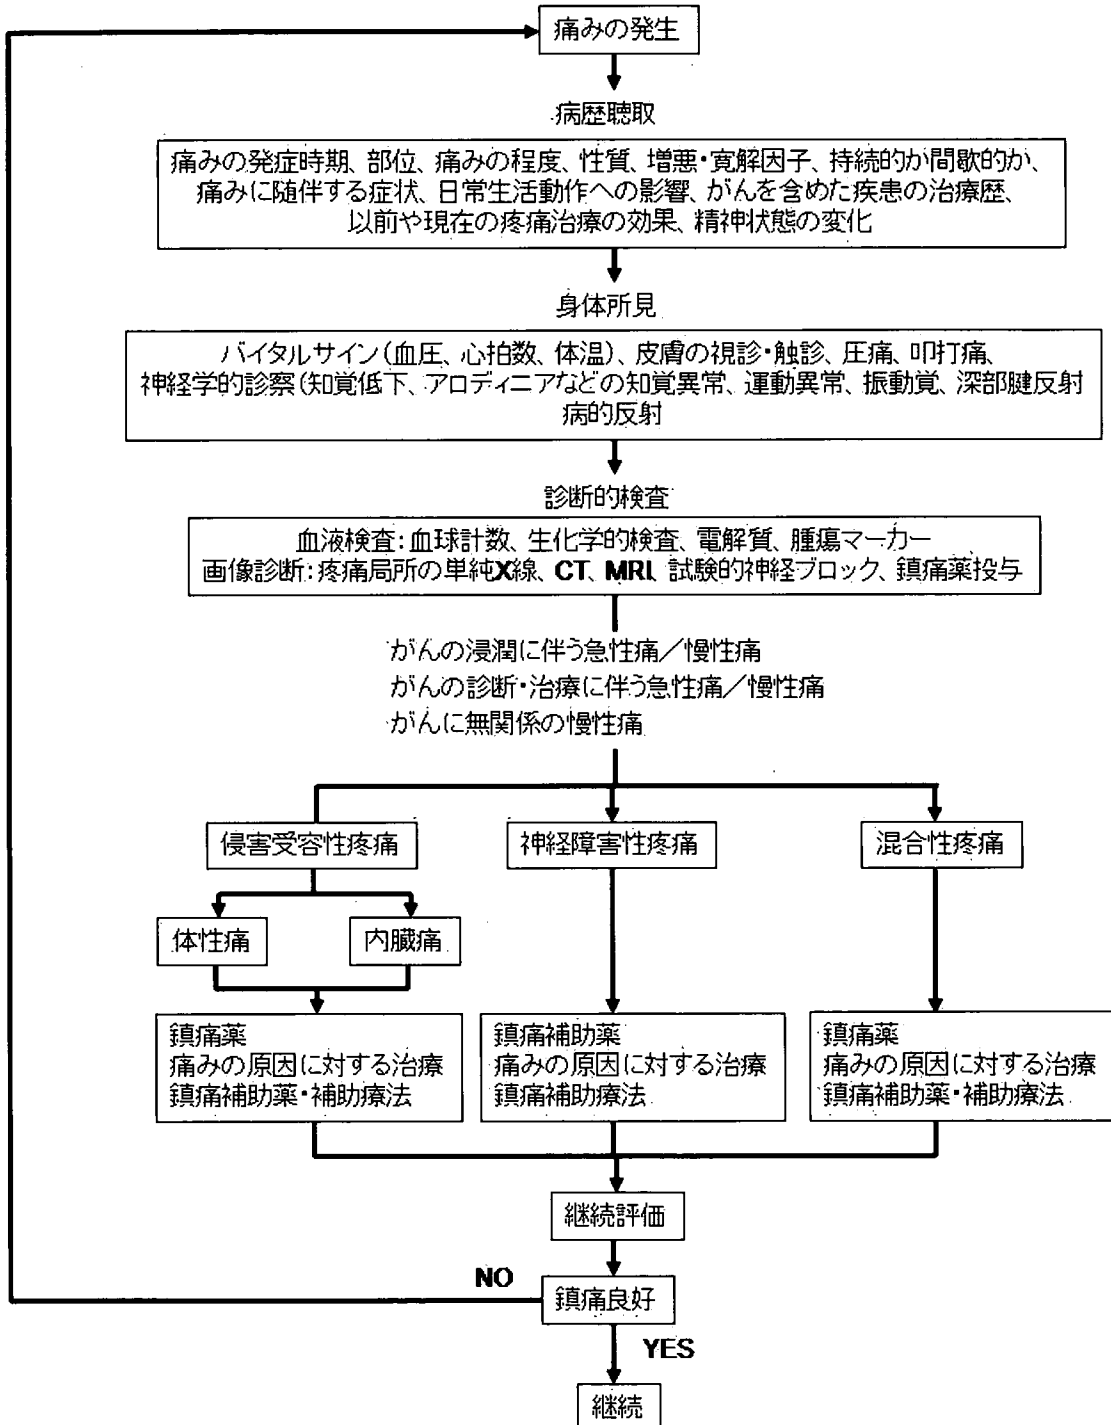 痛みの発生
病歴聴取
痛みの発症時期、部位、痛みの程度、性質、増悪・寛解因子、持続的か間歇的か、
痛みに随伴する症状、日常生活動作への影響、がんを含めた疾患の治療歴、
以前や現在の疼痛治療の効果、精神状態の変化
身体所見
バイタルサイン(血圧、心拍数、体温)、皮膚の視診・触診、圧痛、叩打痛、
神経学的診察(知覚低下、アロディニアなどの知覚異常、運動異常、振動覚、深部腱反射
病的反射
診断的検査
血液検査:血球計数、生化学的検査、電解質、腫瘍マーカー
画像診断:疼痛局所の単純X線、CT、MRI、試験的神経ブロック、鎮痛薬投与
がんの浸潤に伴う急性痛/慢性痛
がんの診断・治療に伴う急性痛/慢性痛
がんに無関係の慢性痛
侵害受容性疼痛
神経障害性疼痛
混合性疼痛
体性痛
内臓痛
鎮痛薬
痛みの原因に対する治療
鎮痛補助薬・補助療法
鎮痛補助薬
痛みの原因に対する治療
鎮痛補助療法
鎮痛薬
痛みの原因に対する治療
鎮痛補助薬・補助療法
継続評価
NO
鎮痛良好
YES
継続